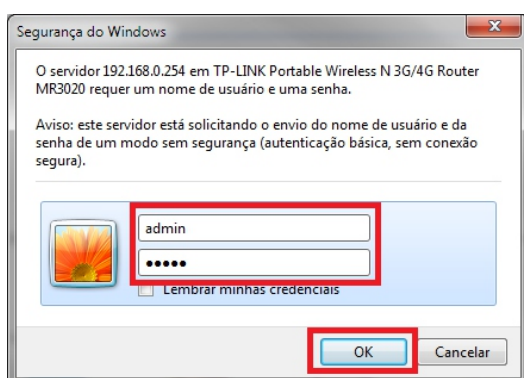 Segurança do Windows
O servidor 192.168.0.254 em TP-LINK Portable Wireless N 3G/4G Router
MR3020 requer um nome de usuário e uma senha.
Aviso: este servidor está solicitando o envio do nome de usuário e da
senha de um modo sem segurança (autenticação básica, sem conexão
segura).
admin
•••••
Lembrar minhas credenciais
OK
Cancelar